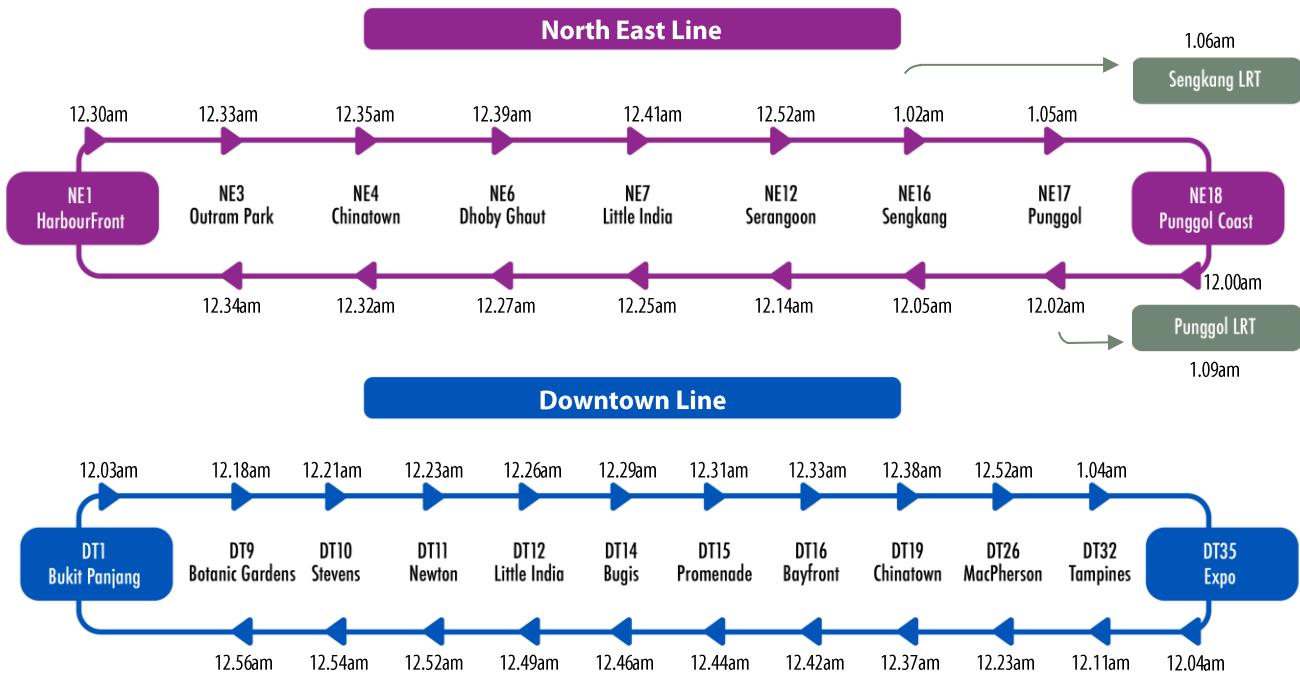 North East Line
1.06am
Sengkang LRT
12.30am 12.33am 12.35am 12.39am 12.41am 12.52am 1.02am 1.05am
NE1 NE3 NE4 NE6 NE7 NE12 NE16 NE17 NE18
HarbourFront Outram Park Chinatown Dhoby Ghaut Little India Serangoon Sengkang Punggol Punggol Coast
12.34am 12.32am 12.27am 12.25am 12.14am 12.05am 12.02am 12.00am
Punggol LRT
1.09am
Downtown Line
12.03am 12.18am 12.21am 12.23am 12.26am 12.29am 12.31am 12.33am 12.38am 12.52am 1.04am
DT1 DT9 DT10 DT11 DT12 DT14 DT15 DT16 DT19 DT26 DT32 DT35
Bukit Panjang Botanic Gardens Stevens Newton Little India Bugis Promenade Bayfront Chinatown MacPherson Tampines Expo
12.56am 12.54am 12.52am 12.49am 12.46am 12.44am 12.42am 12.37am 12.23am 12.11am 12.04am